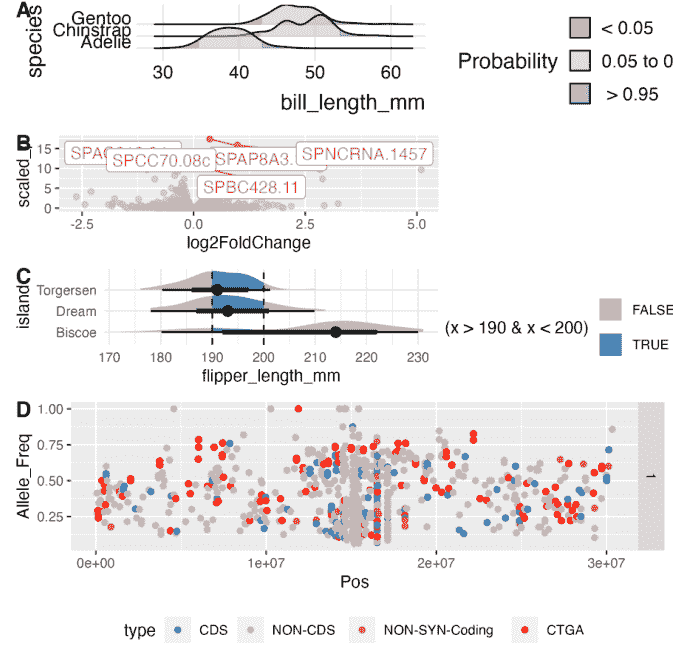 A
species
Gentoo
Chinstrap
Adelie
30 40 50 60
bill_length_mm
Probability
< 0.05
0.05 to 0
> 0.95
B
scaled_
15
10
5
0
SPCC70.08c
SPAP8A3.
SPNCRNA.1457
SPBC428.11
-2.5 0.0 2.5 5.0
log2FoldChange
C
island
Torgersen
Dream
Biscoe
170 180 190 200 210 220 230
flipper_length_mm
(x > 190 & x < 200)
FALSE
TRUE
D
Allele_Freq
1.00
0.75
0.50
0.25
1
0e+00 1e+07 2e+07 3e+07
Pos
type CDS NON-CDS NON-SYN-Coding CTGA